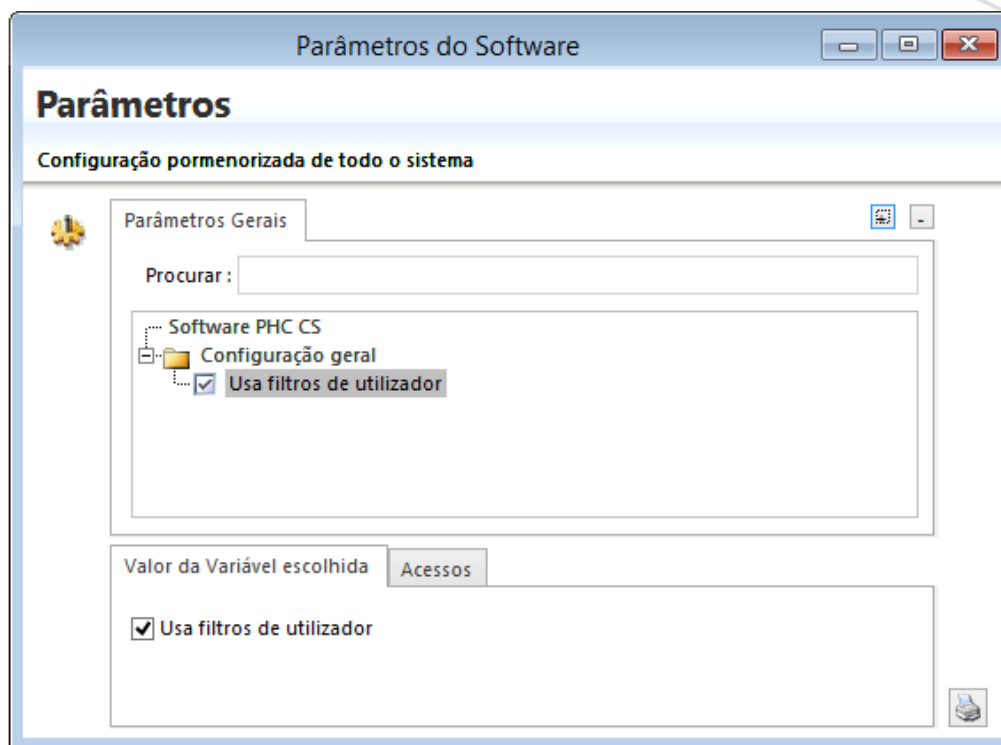 Parâmetros do Software
Parâmetros
Configuração pormenorizada de todo o sistema
Parâmetros Gerais
Procurar :
Software PHC CS
Configuração geral
Usa filtros de utilizador
Valor da Variável escolhida
Acessos
Usa filtros de utilizador